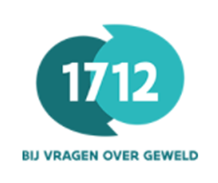 1712
BIJ VRAGEN OVER GEWELD